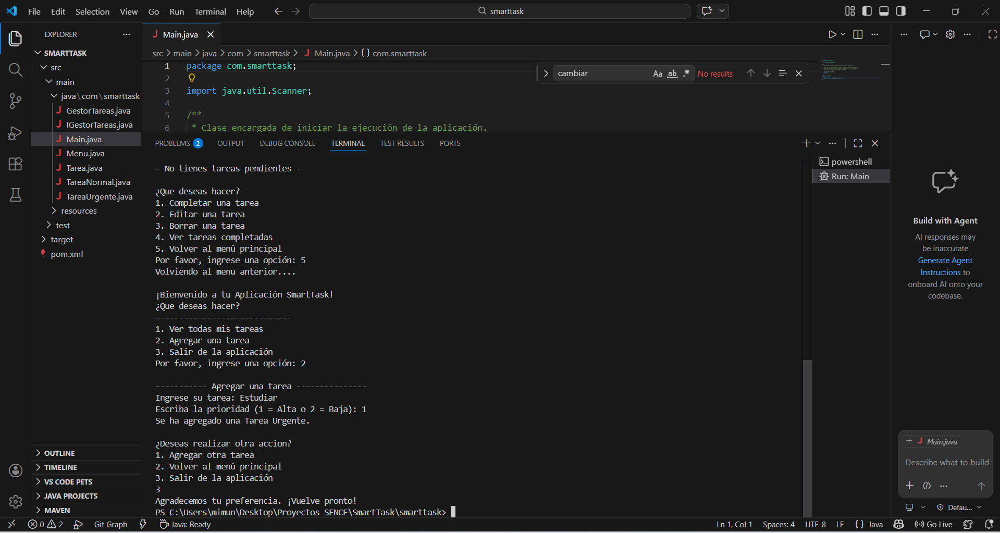 File Edit Selection View Go Run Terminal Help
smarttask
EXPLORER
SMARTTASK
src
main
java\com\smarttask
GestorTareas.java
IGestorTareas.java
Main.java
Menu.java
Tarea.java
TareaNormal.java
TareaUrgente.java
resources
test
target
pom.xml
OUTLINE
TIMELINE
VS CODE PETS
JAVA PROJECTS
MAVEN
Main.java
src > main > java > com > smarttask > Main.java > {} com.smarttask
1 package com.smarttask;
2
3 import java.util.Scanner;
4
5 /**
6 * Clase encargada de iniciar la ejecución de la aplicación.
cambiar
Aa ab .* No results
PROBLEMS 2 OUTPUT DEBUG CONSOLE TERMINAL TEST RESULTS PORTS
- No tienes tareas pendientes -
¿Que deseas hacer?
1. Completar una tarea
2. Editar una tarea
3. Borrar una tarea
4. Ver tareas completadas
5. Volver al menú principal
Por favor, ingrese una opción: 5
Volviendo al menu anterior....
¡Bienvenido a tu Aplicación SmartTask!
¿Que deseas hacer?
-----------------------------
1. Ver todas mis tareas
2. Agregar una tarea
3. Salir de la aplicación
Por favor, ingrese una opción: 2
----------- Agregar una tarea ---------------
Ingrese su tarea: Estudiar
Escriba la prioridad (1 = Alta o 2 = Baja): 1
Se ha agregado una Tarea Urgente.
¿Deseas realizar otra accion?
1. Agregar otra tarea
2. Volver al menú principal
3. Salir de la aplicación
3
Agradecemos tu preferencia. ¡Vuelve pronto!
PS C:\Users\mimun\Desktop\Proyectos SENCE\SmartTask\smarttask>
powershell
Run: Main
Build with Agent
AI responses may
be inaccurate
Generate Agent
Instructions to
onboard AI onto your
codebase.
Main.java
Describe what to build
Defau...
0 2 Git Graph Java: Ready
Ln 1, Col 1 Spaces: 4 UTF-8 LF {} Java Go Live